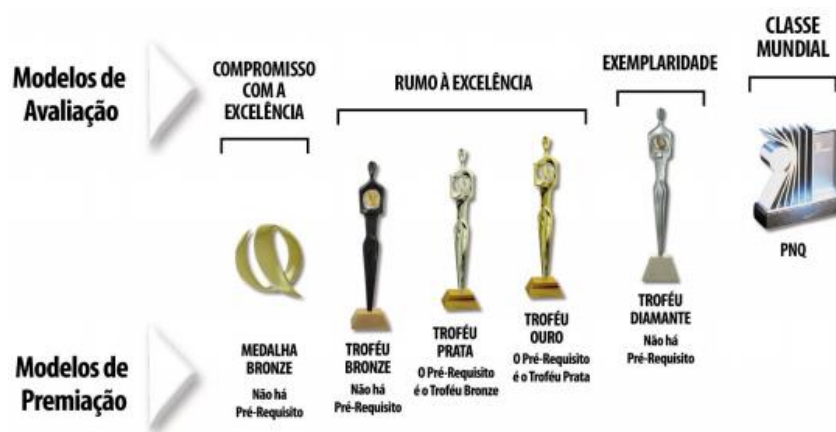 Modelos de
Avaliação
COMPROMISSO
COM A
EXCELÊNCIA
RUMO À EXCELÊNCIA
EXEMPLARIDADE
CLASSE
MUNDIAL
PNQ
Modelos de
Premiação
MEDALHA
BRONZE
Não há
Pré-Requisito
TROFÉU
BRONZE
Não há
Pré-Requisito
TROFÉU
PRATA
O Pré-Requisito
é o Troféu Bronze
TROFÉU
OURO
O Pré-Requisito
é o Troféu Prata
TROFÉU
DIAMANTE
Não há
Pré-Requisito